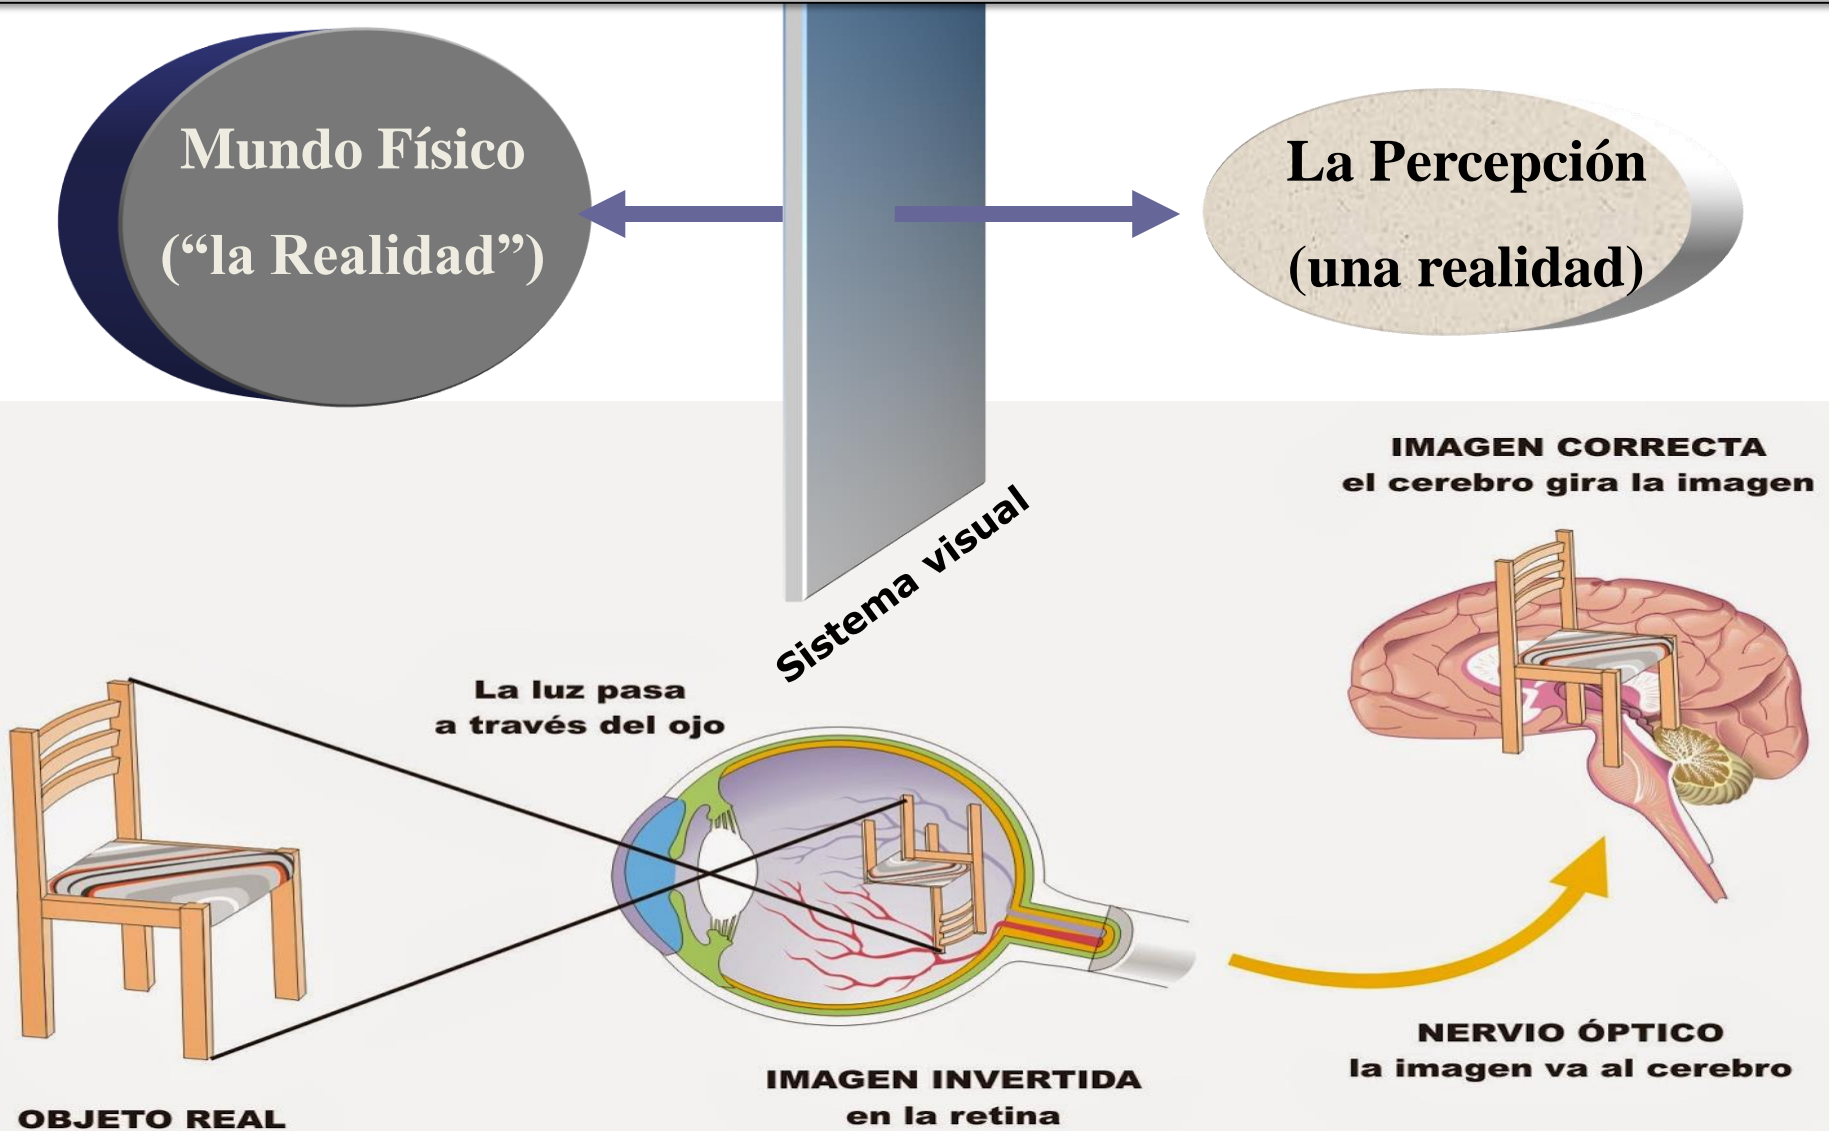 Mundo Físico
(“la Realidad”)
La Percepción
(una realidad)
Sistema visual
IMAGEN CORRECTA
el cerebro gira la imagen
La luz pasa
a través del ojo
NERVIO ÓPTICO
la imagen va al cerebro
IMAGEN INVERTIDA
en la retina
OBJETO REAL